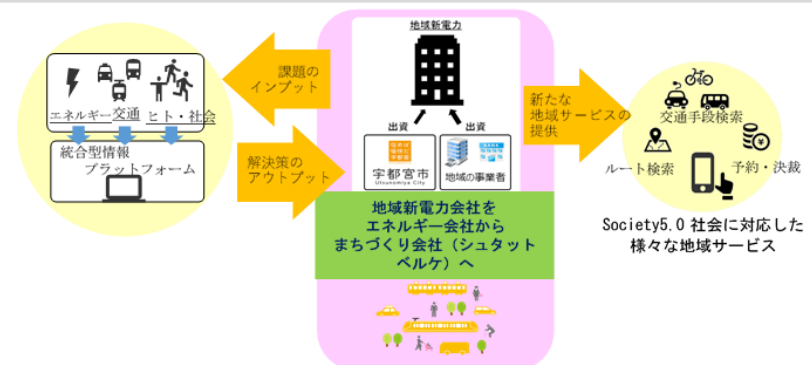 地域新電力
課題の
インプット
エネルギー 交通 ヒト・社会
統合型情報
プラットフォーム
解決策の
アウトプット
出資
出資
宇都宮市
Utsunomiya City
地域の事業者
地域新電力会社を
エネルギー会社から
まちづくり会社（シュタット
ベルケ）へ
新たな
地域サービスの
提供
交通手段検索
ルート検索
予約・決裁
Society5.0 社会に対応した
様々な地域サービス